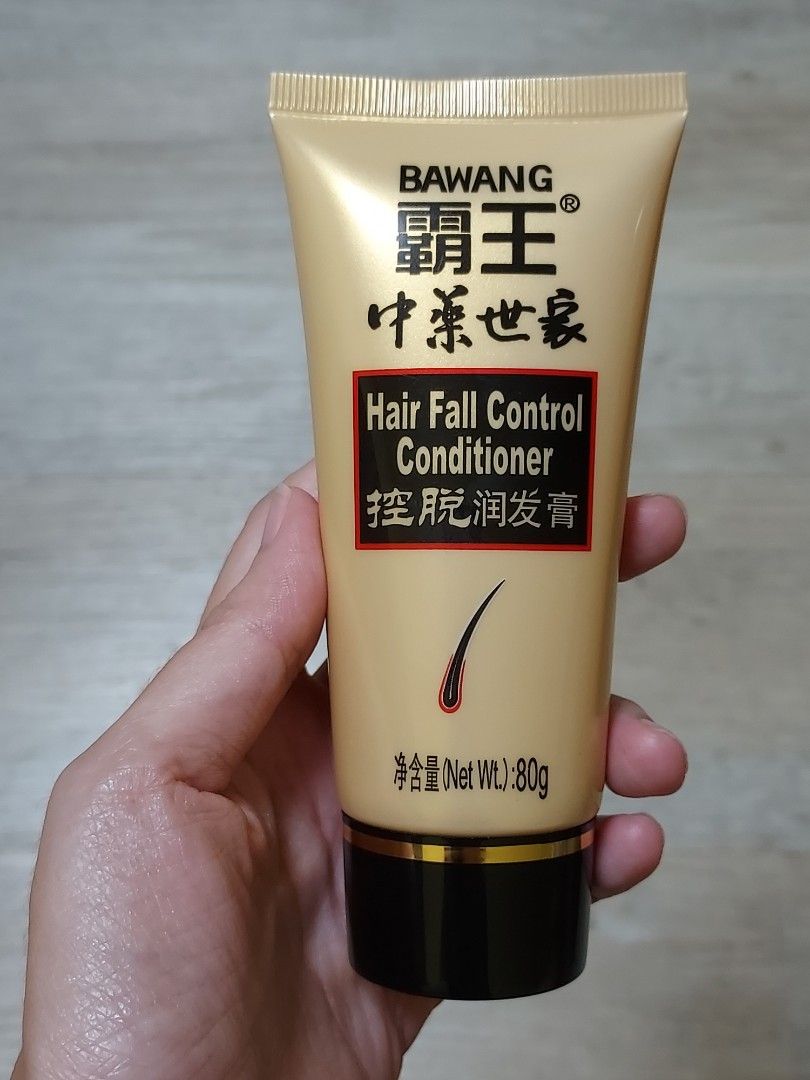 BAWANG
霸王®
中药世家
Hair Fall Control
Conditioner
控脱润发膏
净含量(Net Wt.):80g